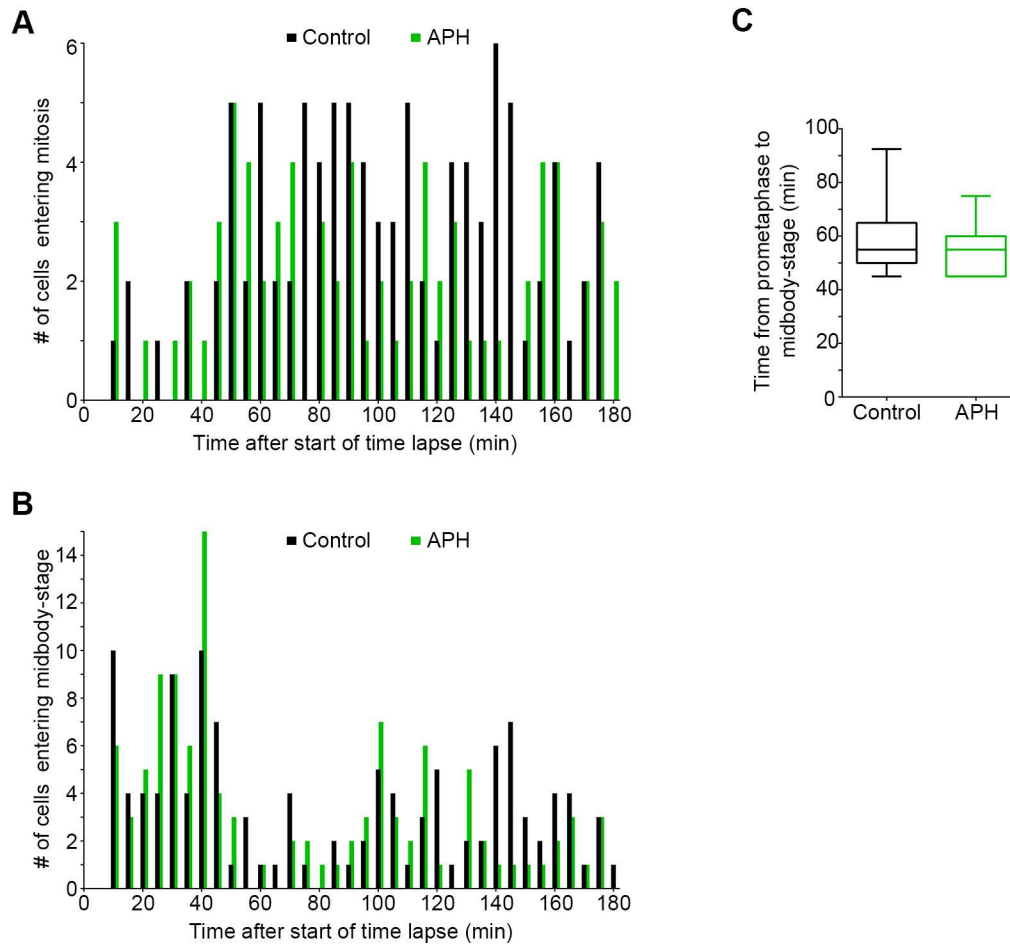 A
Control APH
# of cells entering mitosis
6
4
2
0
0 20 40 60 80 100 120 140 160 180
Time after start of time lapse (min)
C
Time from prometaphase to
midbody-stage (min)
100
80
60
40
20
0
Control APH
B
Control APH
# of cells entering midbody-stage
14
12
10
8
6
4
2
0
0 20 40 60 80 100 120 140 160 180
Time after start of time lapse (min)